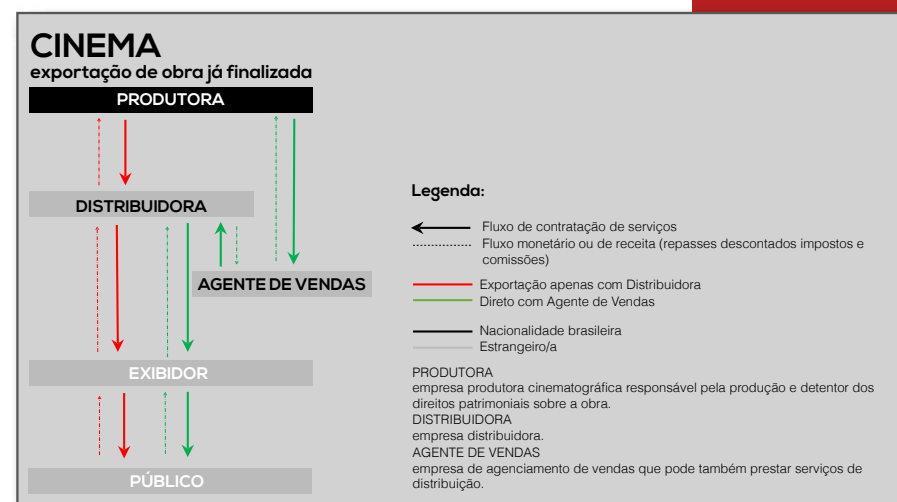 CINEMA
exportação de obra já finalizada
PRODUTORA
DISTRIBUIDORA
AGENTE DE VENDAS
EXIBIDOR
PÚBLICO
Legenda:
Fluxo de contratação de serviços
Fluxo monetário ou de receita (repasses descontados impostos e
comissões)
Exportação apenas com Distribuidora
Direto com Agente de Vendas
Nacionalidade brasileira
Estrangeiro/a
PRODUTORA
empresa produtora cinematográfica responsável pela produção e detentor dos
direitos patrimoniais sobre a obra.
DISTRIBUIDORA
empresa distribuidora.
AGENTE DE VENDAS
empresa de agenciamento de vendas que pode também prestar serviços de
distribuição.